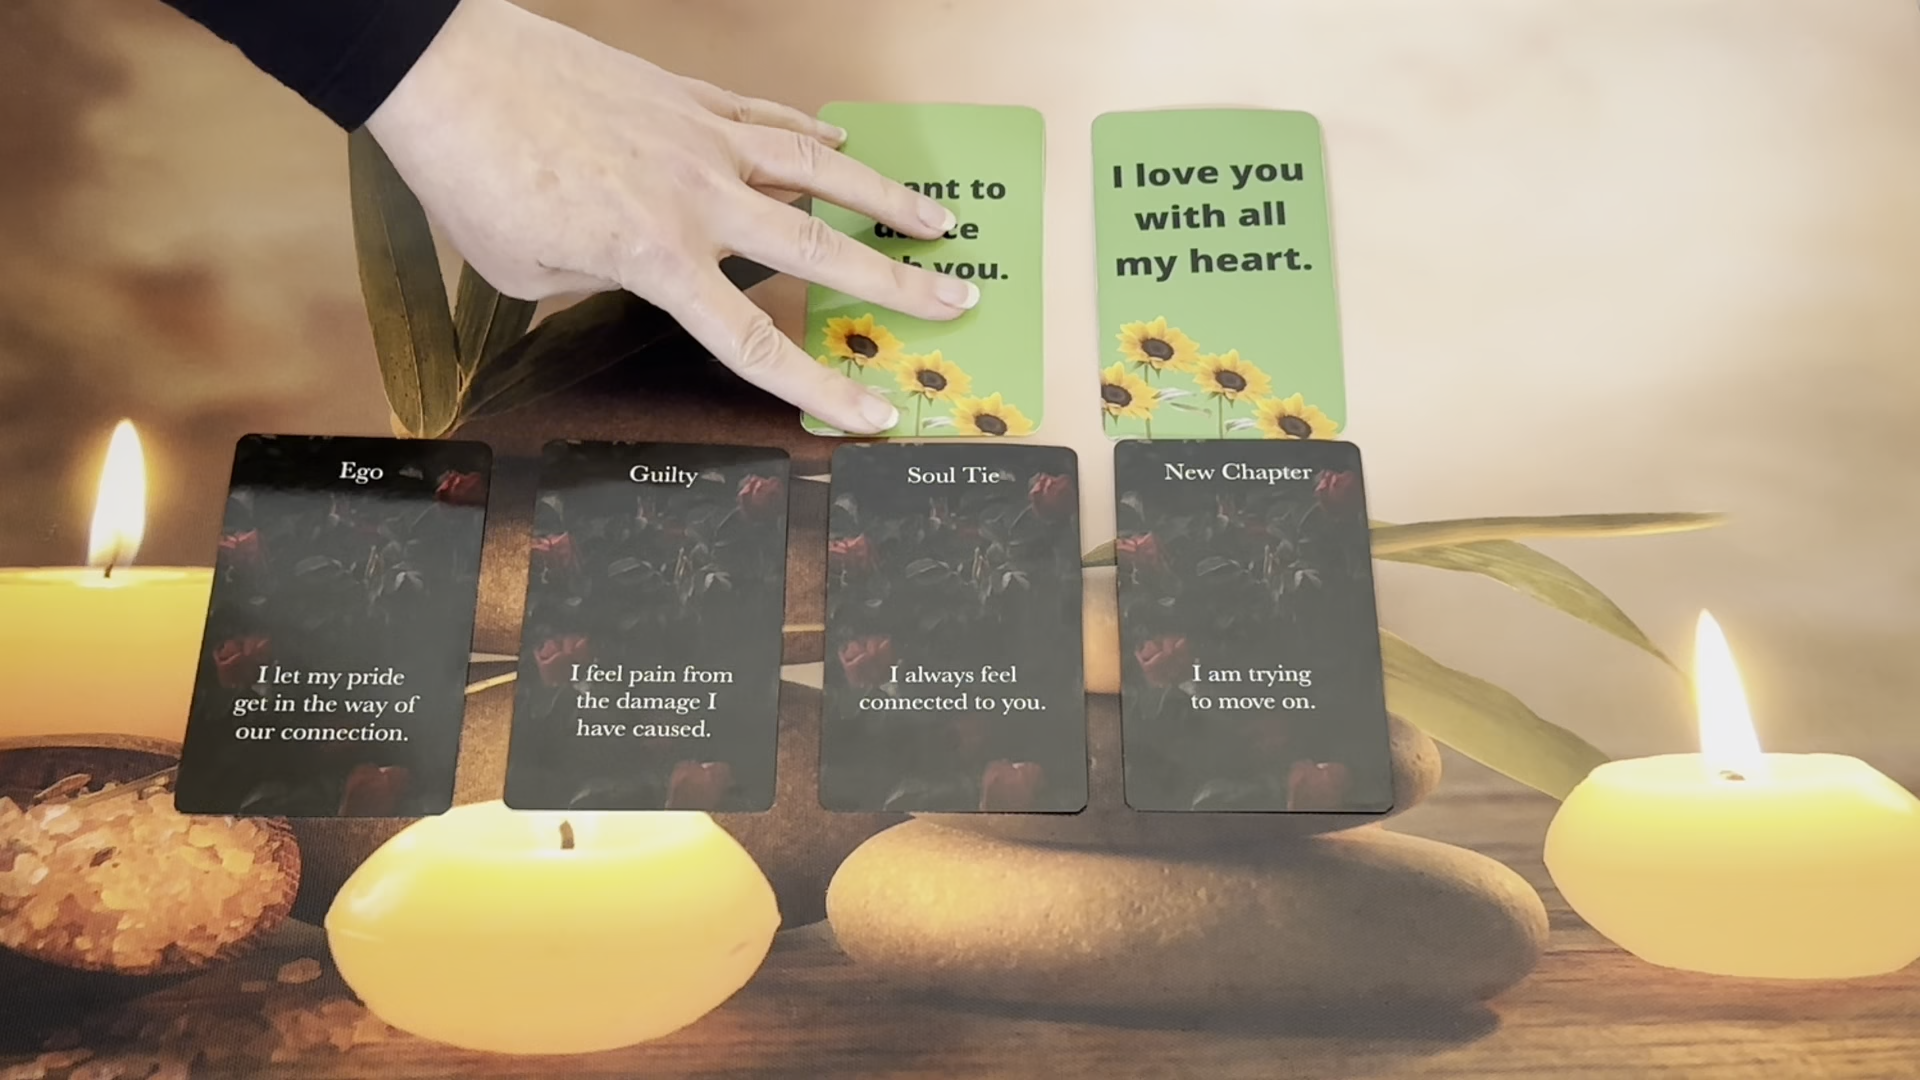 ant to
you.
I love you
with all
my heart.
Ego
I let my pride
get in the way of
our connection.
Guilty
I feel pain from
the damage I
have caused.
Soul Tie
I always feel
connected to you.
New Chapter
I am trying
to move on.